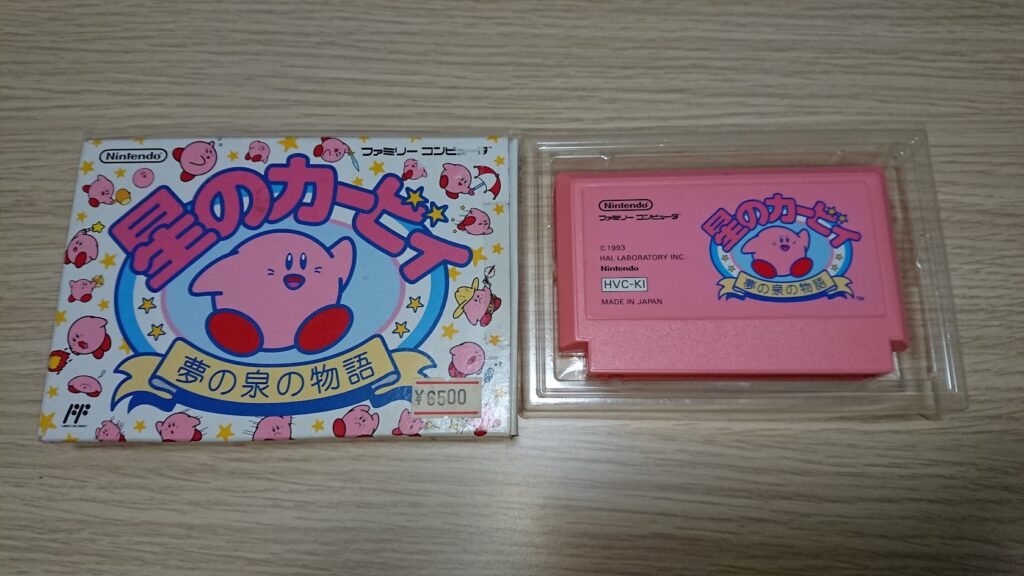 Nintendo
ファミリー コンピュータ
星のカービィ
夢の泉の物語
¥6500
Nintendo
ファミリー コンピュータ
©1993
HAL LABORATORY INC.
Nintendo
HVC-KI
MADE IN JAPAN
星のカービィ
夢の泉の物語
TM